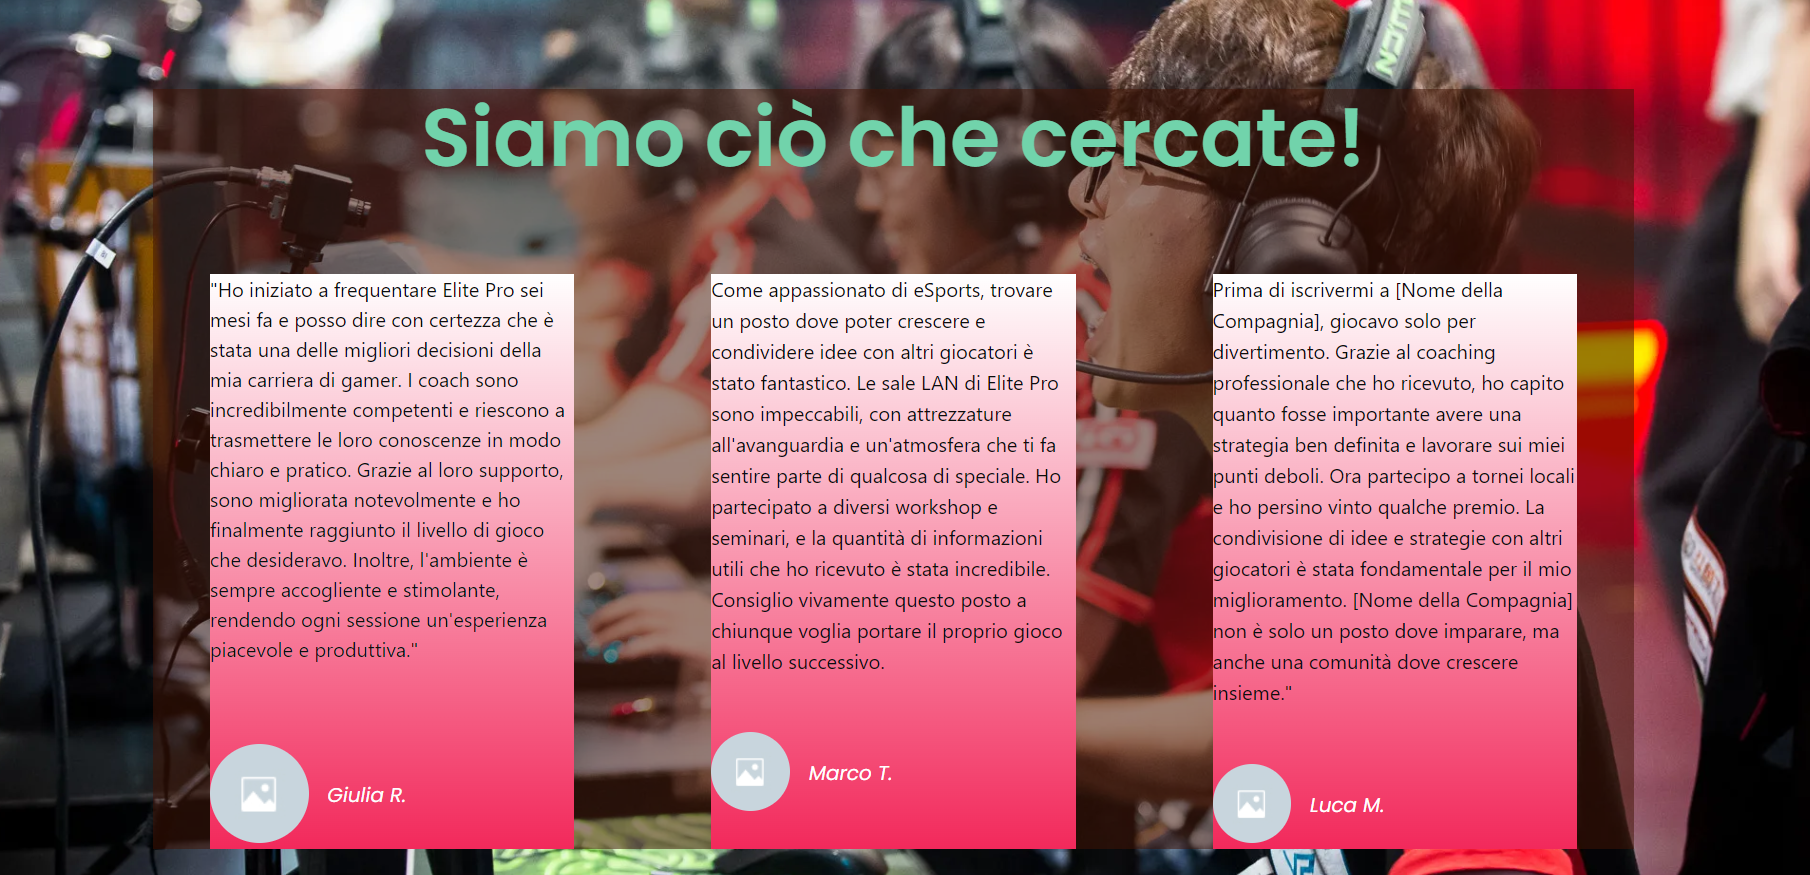 Siamo ciò che cercate!
"Ho iniziato a frequentare Elite Pro sei
mesi fa e posso dire con certezza che è
stata una delle migliori decisioni della
mia carriera di gamer. I coach sono
incredibilmente competenti e riescono a
trasmettere le loro conoscenze in modo
chiaro e pratico. Grazie al loro supporto,
sono migliorata notevolmente e ho
finalmente raggiunto il livello di gioco
che desideravo. Inoltre, l'ambiente è
sempre accogliente e stimolante,
rendendo ogni sessione un'esperienza
piacevole e produttiva."
Giulia R.
Come appassionato di eSports, trovare
un posto dove poter crescere e
condividere idee con altri giocatori è
stato fantastico. Le sale LAN di Elite Pro
sono impeccabili, con attrezzature
all'avanguardia e un'atmosfera che ti fa
sentire parte di qualcosa di speciale. Ho
partecipato a diversi workshop e
seminari, e la quantità di informazioni
utili che ho ricevuto è stata incredibile.
Consiglio vivamente questo posto a
chiunque voglia portare il proprio gioco
al livello successivo.
Marco T.
Prima di iscrivermi a [Nome della
Compagnia], giocavo solo per
divertimento. Grazie al coaching
professionale che ho ricevuto, ho capito
quanto fosse importante avere una
strategia ben definita e lavorare sui miei
punti deboli. Ora partecipo a tornei locali
e ho persino vinto qualche premio. La
condivisione di idee e strategie con altri
giocatori è stata fondamentale per il mio
miglioramento. [Nome della Compagnia]
non è solo un posto dove imparare, ma
anche una comunità dove crescere
insieme."
Luca M.